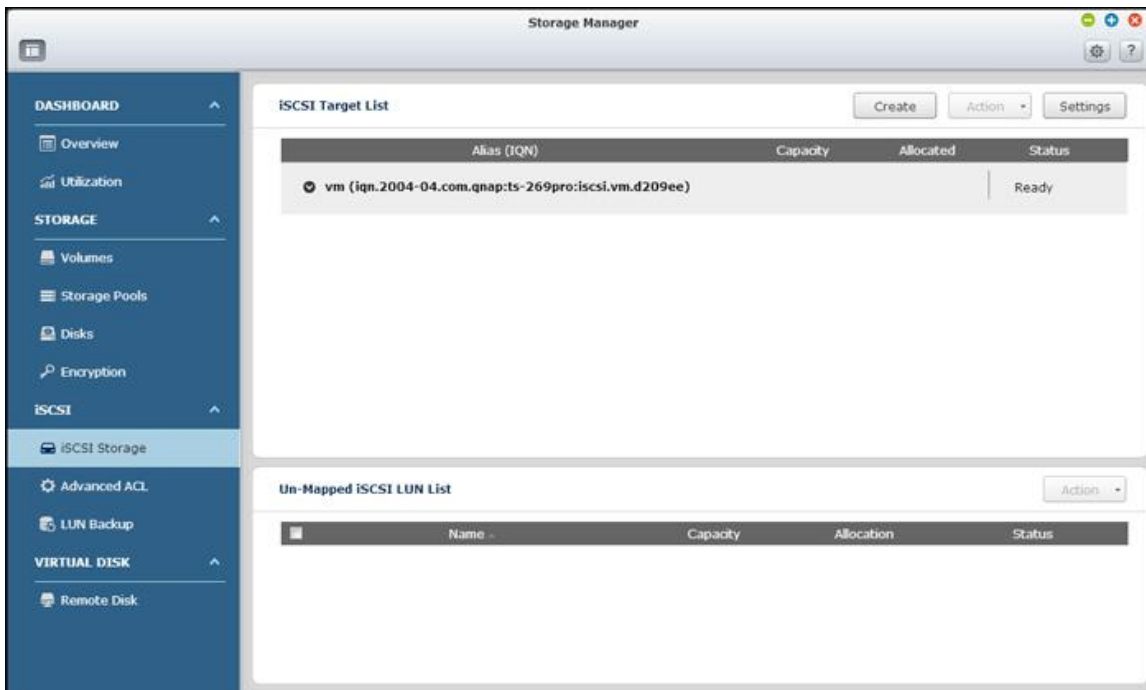 Storage Manager
?
DASHBOARD
Overview
Utilization
STORAGE
Volumes
Storage Pools
Disks
Encryption
iSCSI
iSCSI Storage
Advanced ACL
LUN Backup
VIRTUAL DISK
Remote Disk
iSCSI Target List
Create
Action
Settings
Alias (IQN) Capacity Allocated Status
vm (iqn.2004-04.com.qnap:ts-269pro:iscsi.vm.d209ee) Ready
Un-Mapped iSCSI LUN List
Action
Name Capacity Allocation Status